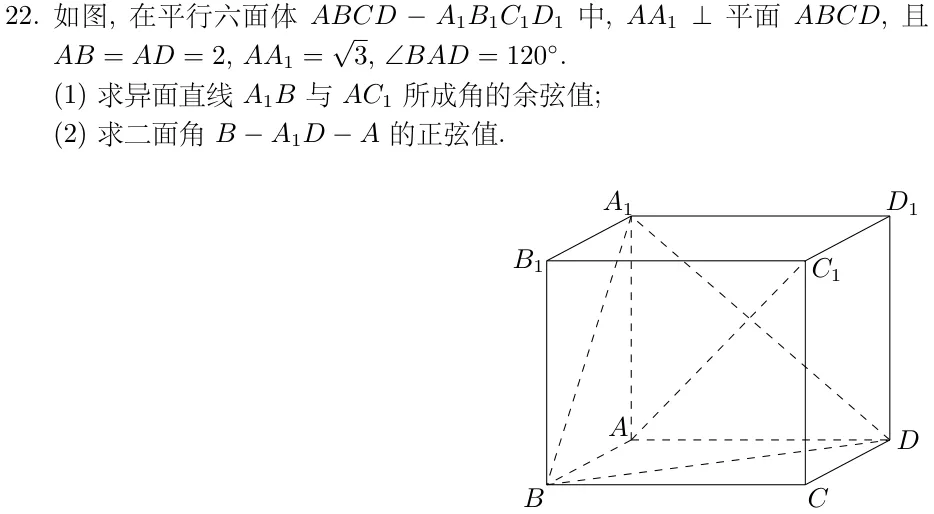 22. 如图, 在平行六面体 ABCD − A₁B₁C₁D₁ 中, AA₁ ⊥ 平面 ABCD, 且
AB = AD = 2, AA₁ = √3, ∠BAD = 120°.
(1) 求异面直线 A₁B 与 AC₁ 所成角的余弦值;
(2) 求二面角 B − A₁D − A 的正弦值.
A₁ D₁
B₁ C₁
A D
B C